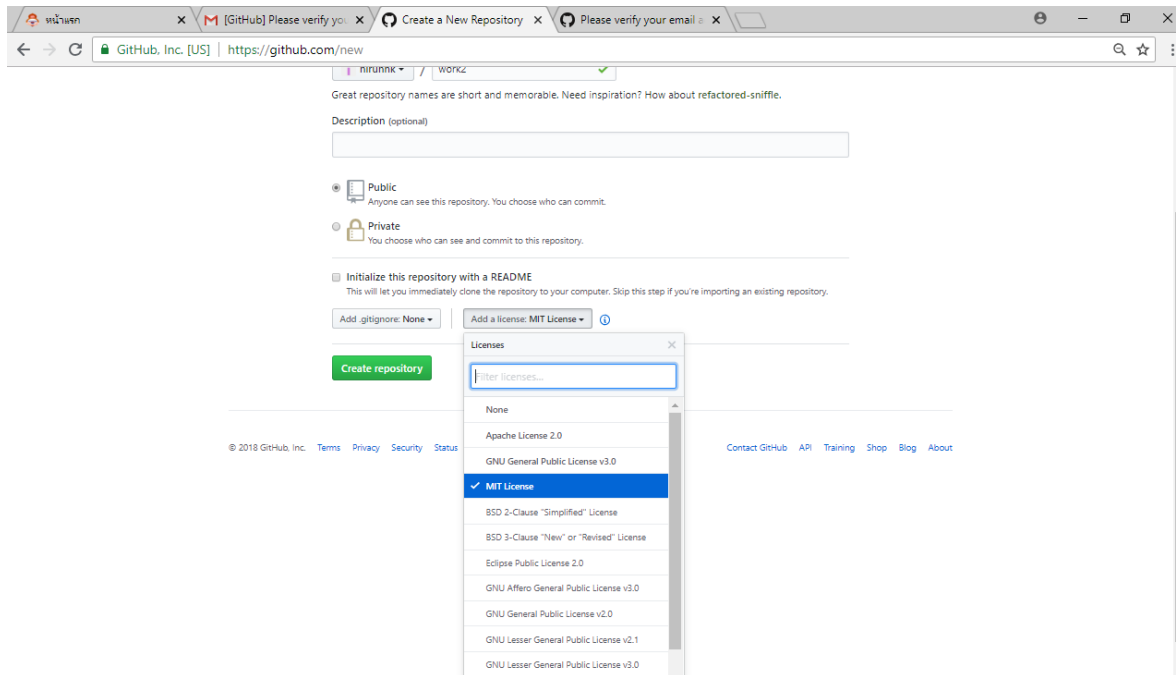 หน้าแรก
[GitHub] Please verify you
Create a New Repository
Please verify your email a
GitHub, Inc. [US] | https://github.com/new
nirunnk / work2
Great repository names are short and memorable. Need inspiration? How about refactored-sniffle.
Description (optional)
Public
Anyone can see this repository. You choose who can commit.
Private
You choose who can see and commit to this repository.
Initialize this repository with a README
This will let you immediately clone the repository to your computer. Skip this step if you're importing an existing repository.
Add .gitignore: None
Add a license: MIT License
Licenses
Create repository
Filter licenses...
None
Apache License 2.0
© 2018 GitHub, Inc. Terms Privacy Security Status
Contact GitHub API Training Shop Blog About
GNU General Public License v3.0
MIT License
BSD 2-Clause "Simplified" License
BSD 3-Clause "New" or "Revised" License
Eclipse Public License 2.0
GNU Affero General Public License v3.0
GNU General Public License v2.0
GNU Lesser General Public License v2.1
GNU Lesser General Public License v3.0